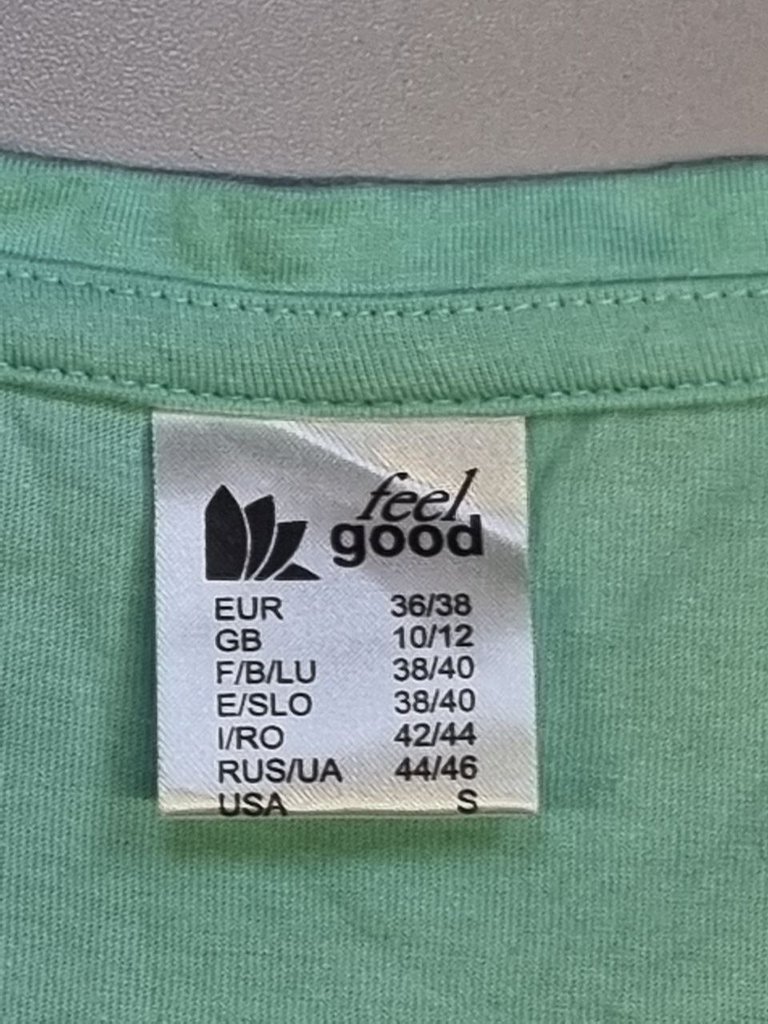 feel
good
EUR 36/38
GB 10/12
F/B/LU 38/40
E/SLO 38/40
I/RO 42/44
RUS/UA 44/46
USA S